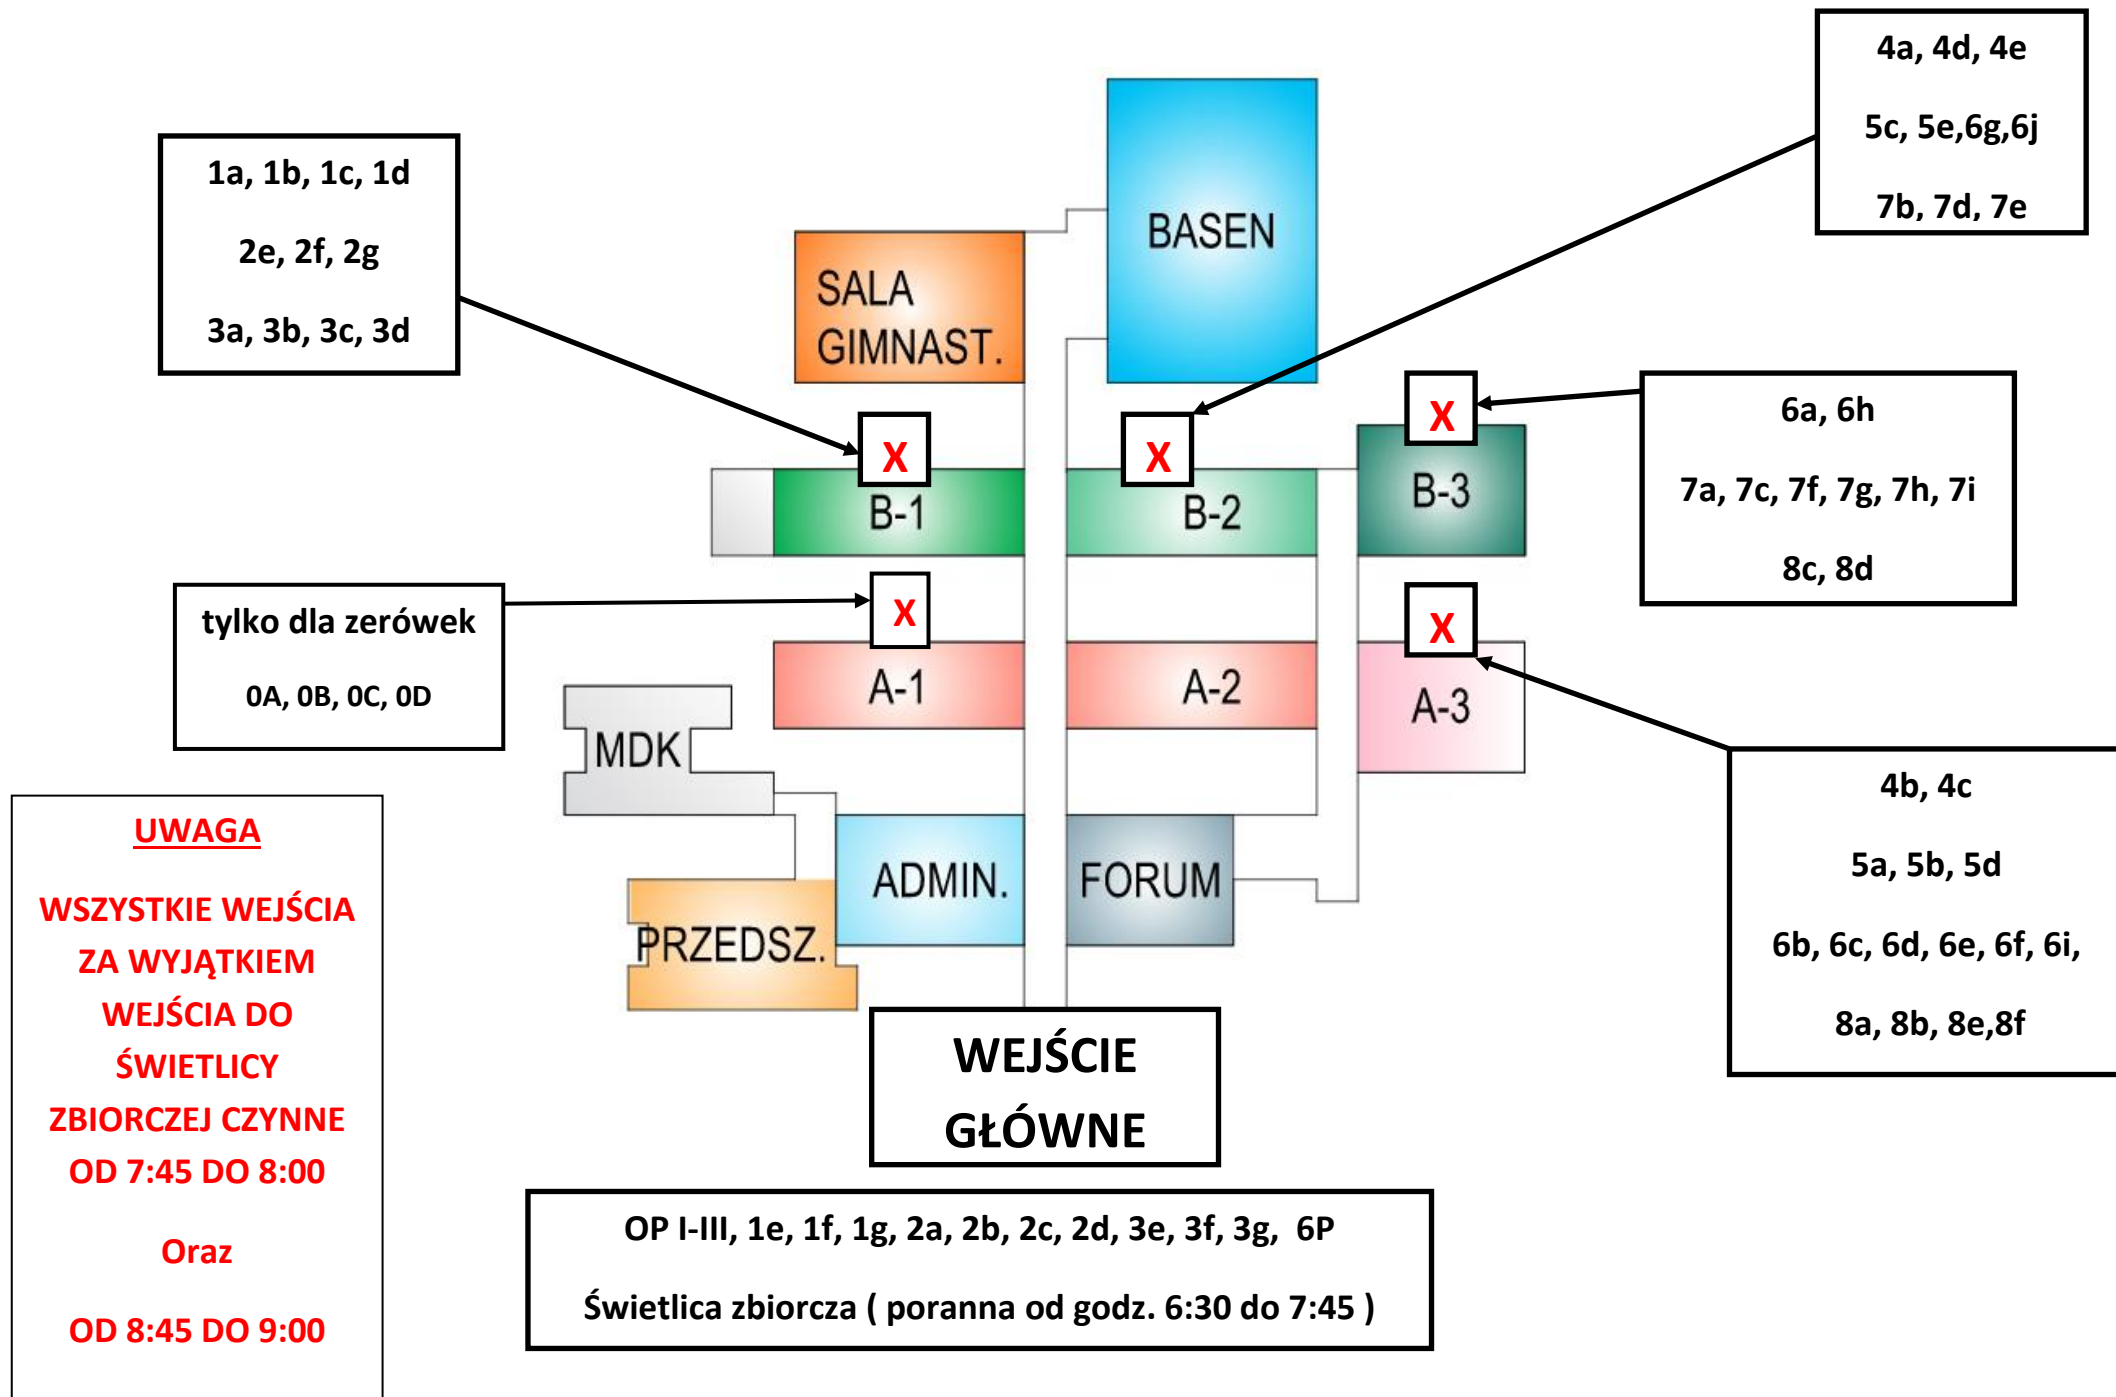 4a, 4d, 4e
5c, 5e,6g,6j
7b, 7d, 7e
1a, 1b, 1c, 1d
2e, 2f, 2g
3a, 3b, 3c, 3d
BASEN
SALA
GIMNAST.
X
X
X
6a, 6h
7a, 7c, 7f, 7g, 7h, 7i
8c, 8d
B-1
B-2
B-3
tylko dla zerówek
0A, 0B, 0C, 0D
X
X
A-1
A-2
A-3
MDK
4b, 4c
5a, 5b, 5d
6b, 6c, 6d, 6e, 6f, 6i,
8a, 8b, 8e,8f
ADMIN.
FORUM
PRZEDSZ.
UWAGA
WSZYSTKIE WEJŚCIA
ZA WYJĄTKIEM
WEJŚCIA DO
ŚWIETLICY
ZBIORCZEJ CZYNNE
OD 7:45 DO 8:00
Oraz
OD 8:45 DO 9:00
WEJŚCIE
GŁÓWNE
OP I-III, 1e, 1f, 1g, 2a, 2b, 2c, 2d, 3e, 3f, 3g,  6P
Świetlica zbiorcza ( poranna od godz. 6:30 do 7:45 )